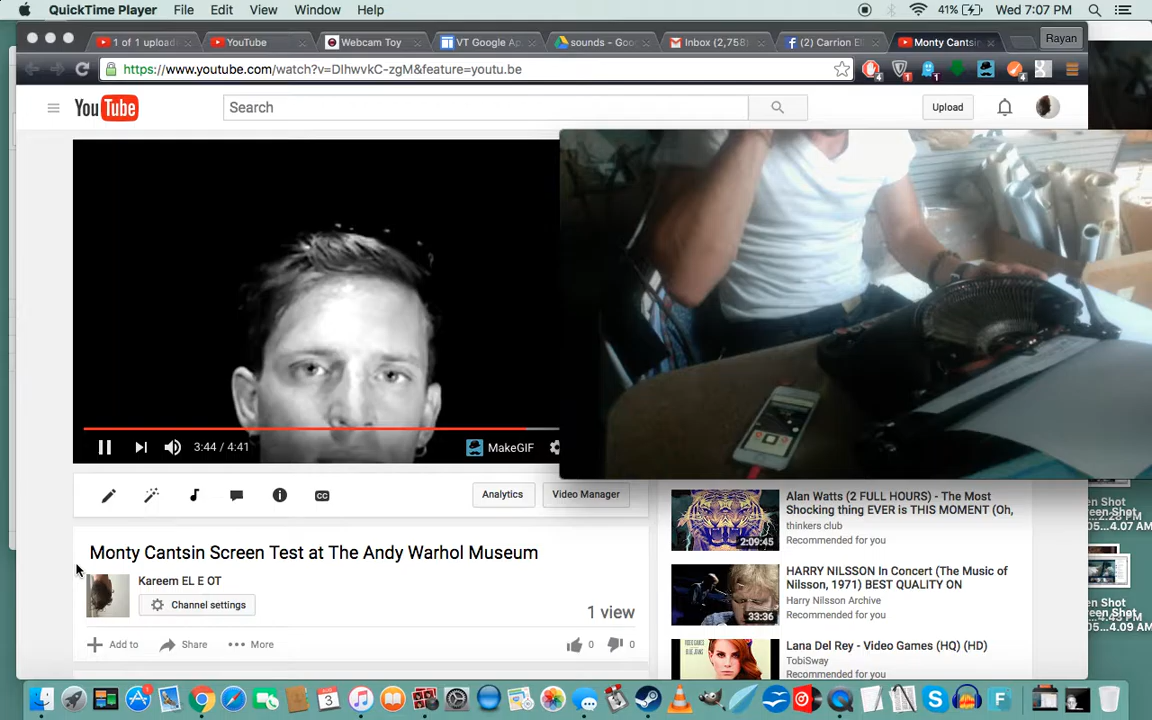 QuickTime Player File Edit View Window Help 41% Wed 7:07 PM
1 of 1 upload YouTube Webcam Toy VT Google Ap sounds - Goo Inbox (2,758) (2) Carrion El Monty Cantsin Rayan
https://www.youtube.com/watch?v=DIhwvkC-zgM&feature=youtu.be
YouTube Search Upload
3:44 / 4:41 MakeGIF
CC Analytics Video Manager
Monty Cantsin Screen Test at The Andy Warhol Museum
Kareem EL E OT
Channel settings
1 view
Add to Share More 0 0
Alan Watts (2 FULL HOURS) - The Most
Shocking thing EVER is THIS MOMENT (Oh,
thinkers club
Recommended for you
2:09:45
HARRY NILSSON In Concert (The Music of
Nilsson, 1971) BEST QUALITY ON
Harry Nilsson Archive
Recommended for you
33:36
Lana Del Rey - Video Games (HQ) (HD)
TobiSway
Recommended for you